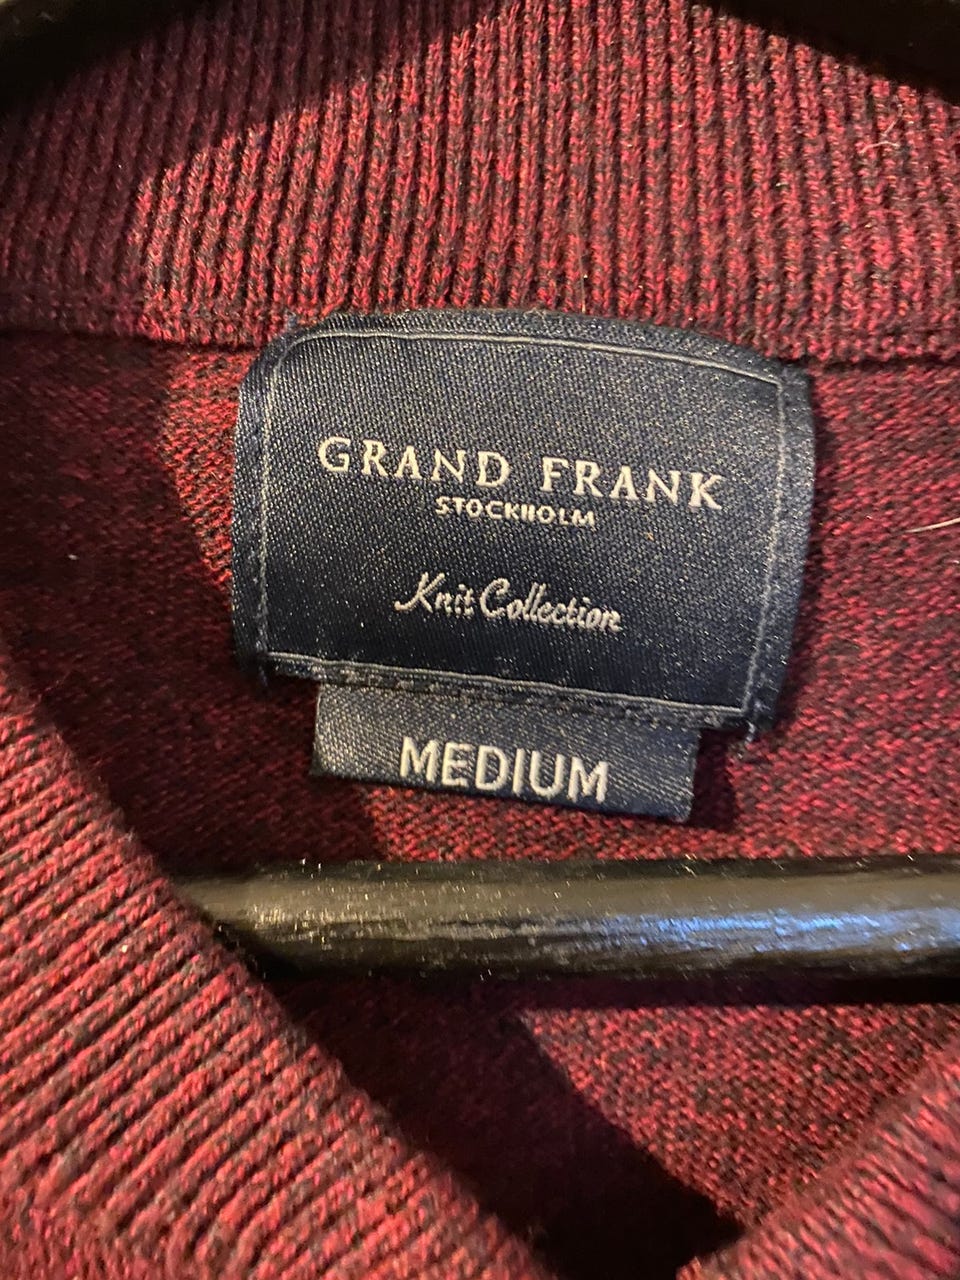 GRAND FRANK
STOCKHOLM
Knit Collection
MEDIUM